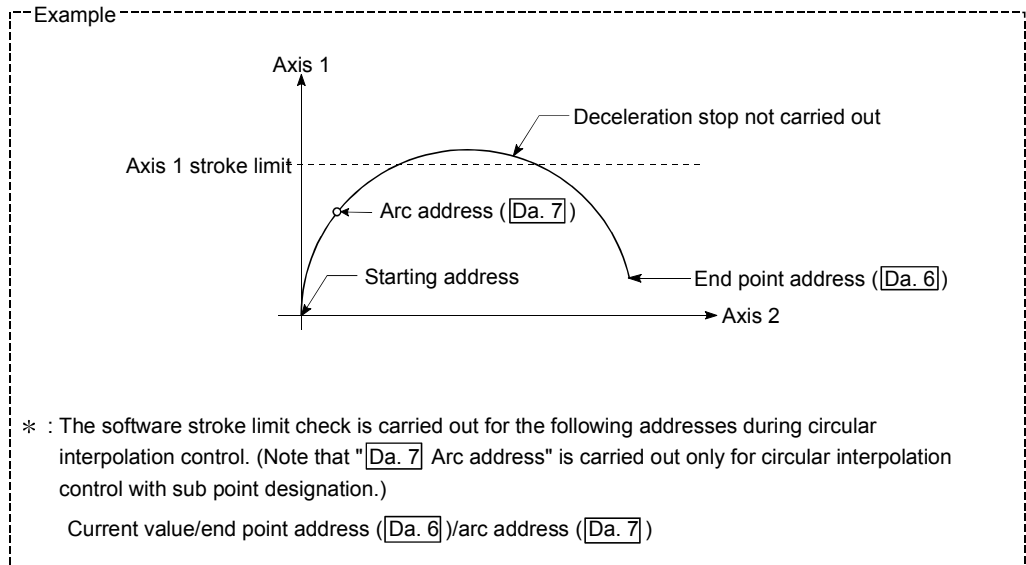 Example
Axis 1
Deceleration stop not carried out
Axis 1 stroke limit
Arc address (Da. 7)
Starting address
End point address (Da. 6)
Axis 2
* : The software stroke limit check is carried out for the following addresses during circular
interpolation control. (Note that "Da. 7 Arc address" is carried out only for circular interpolation
control with sub point designation.)
Current value/end point address (Da. 6)/arc address (Da. 7)